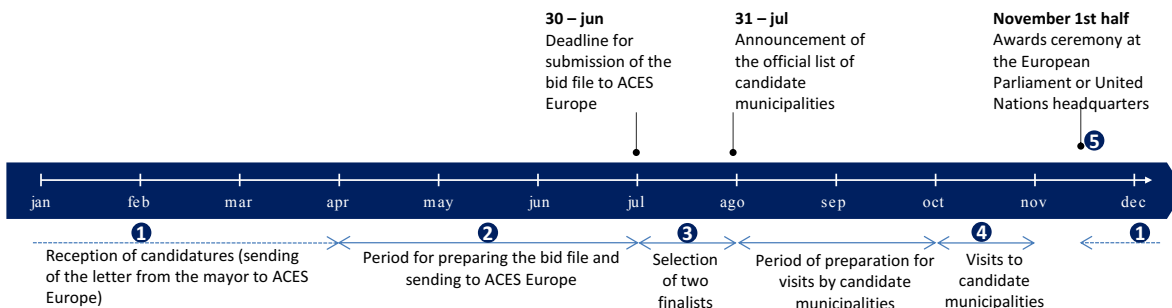 30 – jun
Deadline for
submission of the
bid file to ACES
Europe
31 – jul
Announcement of
the official list of
candidate
municipalities
November 1st half
Awards ceremony at
the European
Parliament or United
Nations headquarters
5
jan feb mar apr may jun jul ago sep oct nov dec
1 2 3 4 1
Reception of candidatures (sending
of the letter from the mayor to ACES
Europe)
Period for preparing the bid file and
sending to ACES Europe
Selection
of two
finalists
Period of preparation for
visits by candidate
municipalities
Visits to
candidate
municipalities